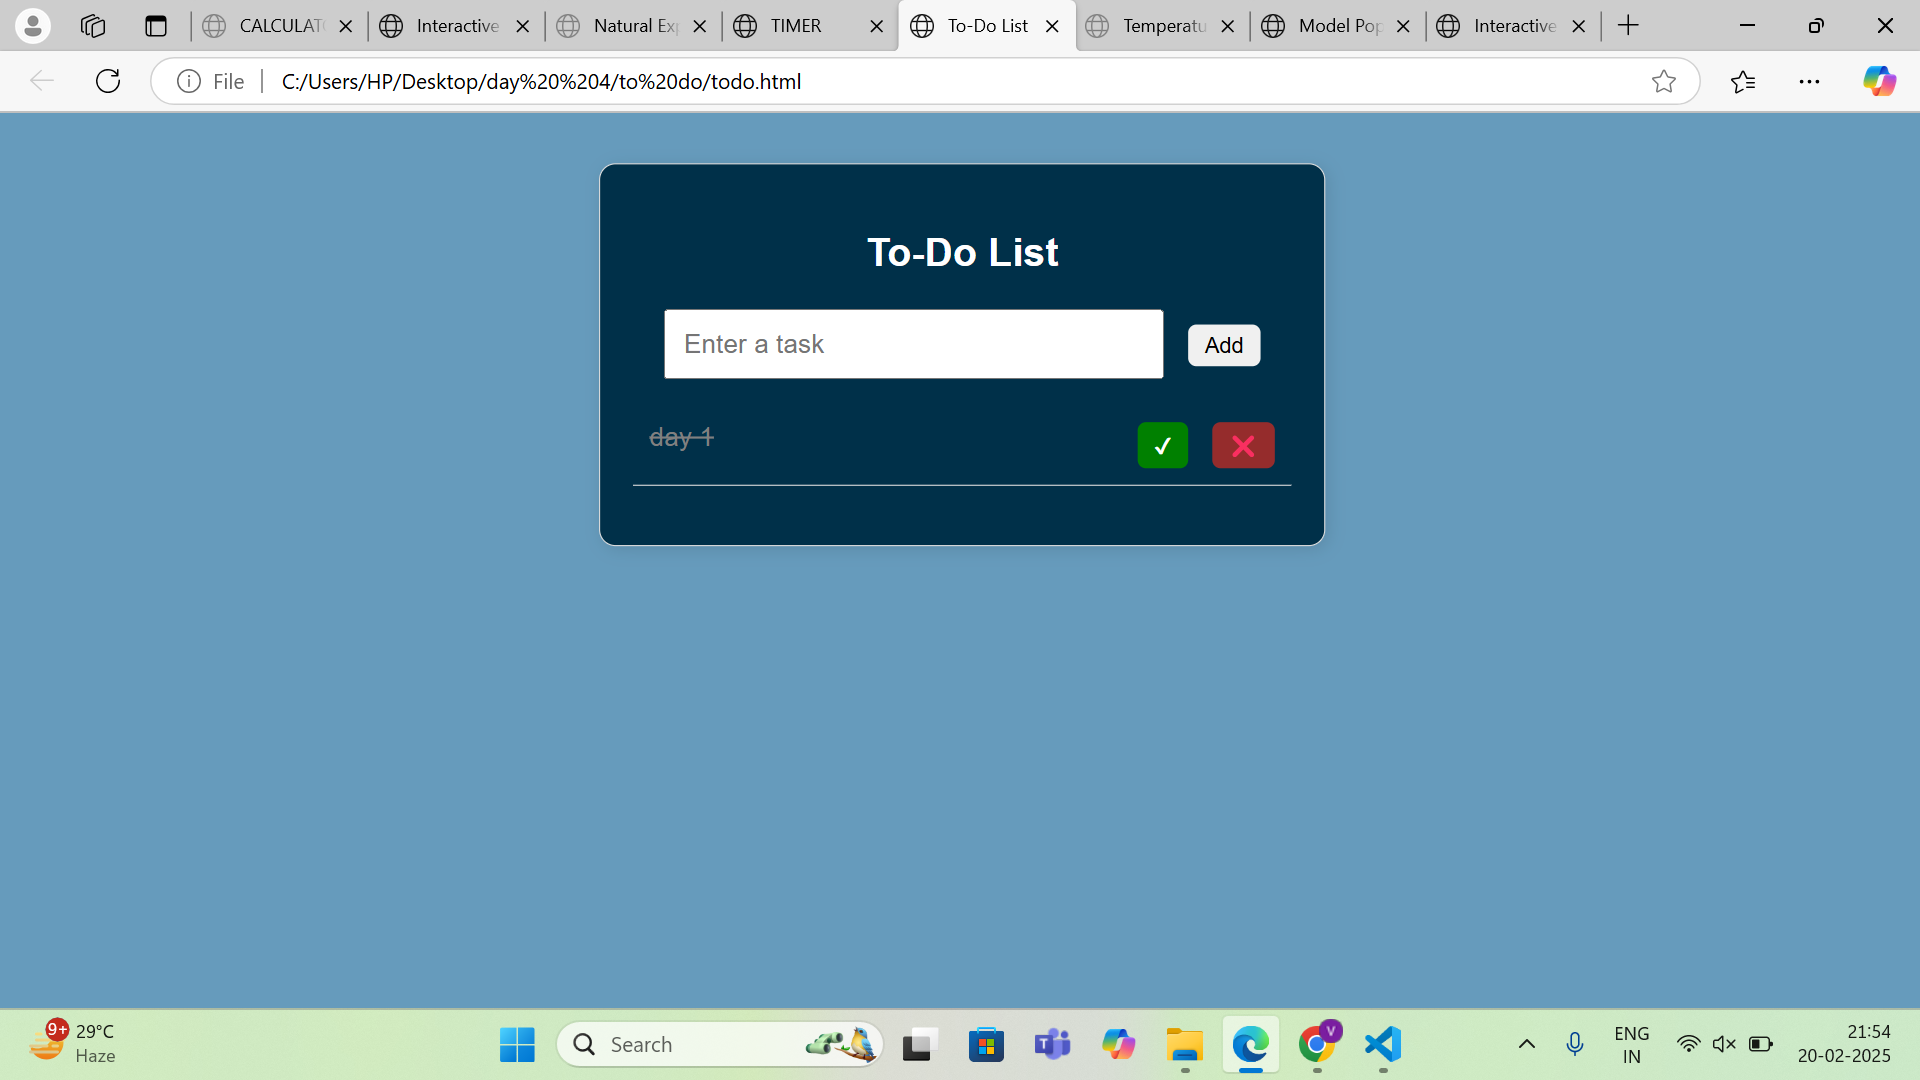 CALCULAT
Interactive
Natural Exp
TIMER
To-Do List
Temperatu
Model Pop
Interactive
File
C:/Users/HP/Desktop/day%20%204/to%20do/todo.html
To-Do List
Enter a task
Add
day 1
9+
29°C
Haze
Search
T
V
ENG
IN
21:54
20-02-2025